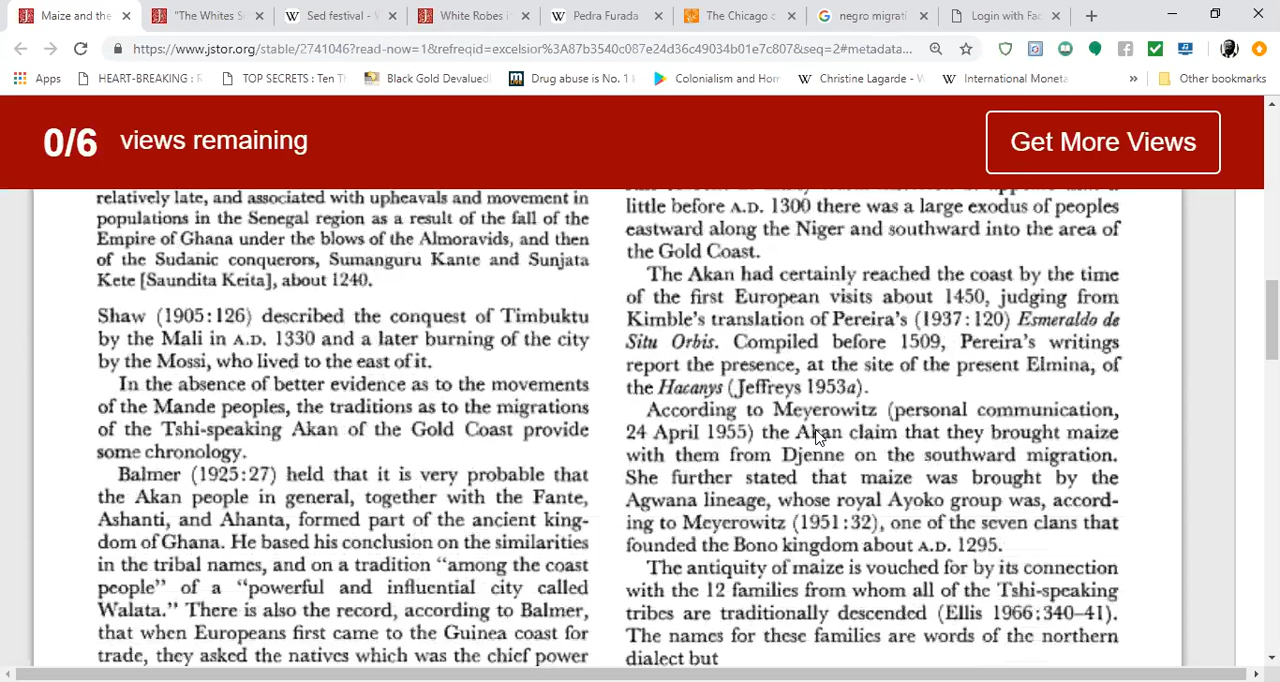 Maize and the
"The Whites S
Sed festival -
White Robes i
Pedra Furada
The Chicago
negro migrati
Login with Fac
https://www.jstor.org/stable/2741046?read-now=1&refreqid=excelsior%3A87b3540c087e24d36c49034b01e7c807&seq=2#metadata...
Apps
HEART-BREAKING : R
TOP SECRETS : Ten Th
Black Gold Devalued
Drug abuse is No. 1
Colonialism and Hom
Christine Lagarde - W
International Moneta
»
Other bookmarks
0/6 views remaining
Get More Views
relatively late, and associated with upheavals and movement in
populations in the Senegal region as a result of the fall of the
Empire of Ghana under the blows of the Almoravids, and then
of the Sudanic conquerors, Sumanguru Kante and Sunjata
Kete [Saundita Keita], about 1240.
Shaw (1905:126) described the conquest of Timbuktu
by the Mali in A.D. 1330 and a later burning of the city
by the Mossi, who lived to the east of it.
In the absence of better evidence as to the movements
of the Mande peoples, the traditions as to the migrations
of the Tshi-speaking Akan of the Gold Coast provide
some chronology.
Balmer (1925:27) held that it is very probable that
the Akan people in general, together with the Fante,
Ashanti, and Ahanta, formed part of the ancient king-
dom of Ghana. He based his conclusion on the similarities
in the tribal names, and on a tradition "among the coast
people" of a "powerful and influential city called
Walata." There is also the record, according to Balmer,
that when Europeans first came to the Guinea coast for
trade, they asked the natives which was the chief power
little before A.D. 1300 there was a large exodus of peoples
eastward along the Niger and southward into the area of
the Gold Coast.
The Akan had certainly reached the coast by the time
of the first European visits about 1450, judging from
Kimble's translation of Pereira's (1937:120) Esmeraldo de
Situ Orbis. Compiled before 1509, Pereira's writings
report the presence, at the site of the present Elmina, of
the Hacanys (Jeffreys 1953a).
According to Meyerowitz (personal communication,
24 April 1955) the Akan claim that they brought maize
with them from Djenne on the southward migration.
She further stated that maize was brought by the
Agwana lineage, whose royal Ayoko group was, accord-
ing to Meyerowitz (1951:32), one of the seven clans that
founded the Bono kingdom about A.D. 1295.
The antiquity of maize is vouched for by its connection
with the 12 families from whom all of the Tshi-speaking
tribes are traditionally descended (Ellis 1966:340–41).
The names for these families are words of the northern
dialect but